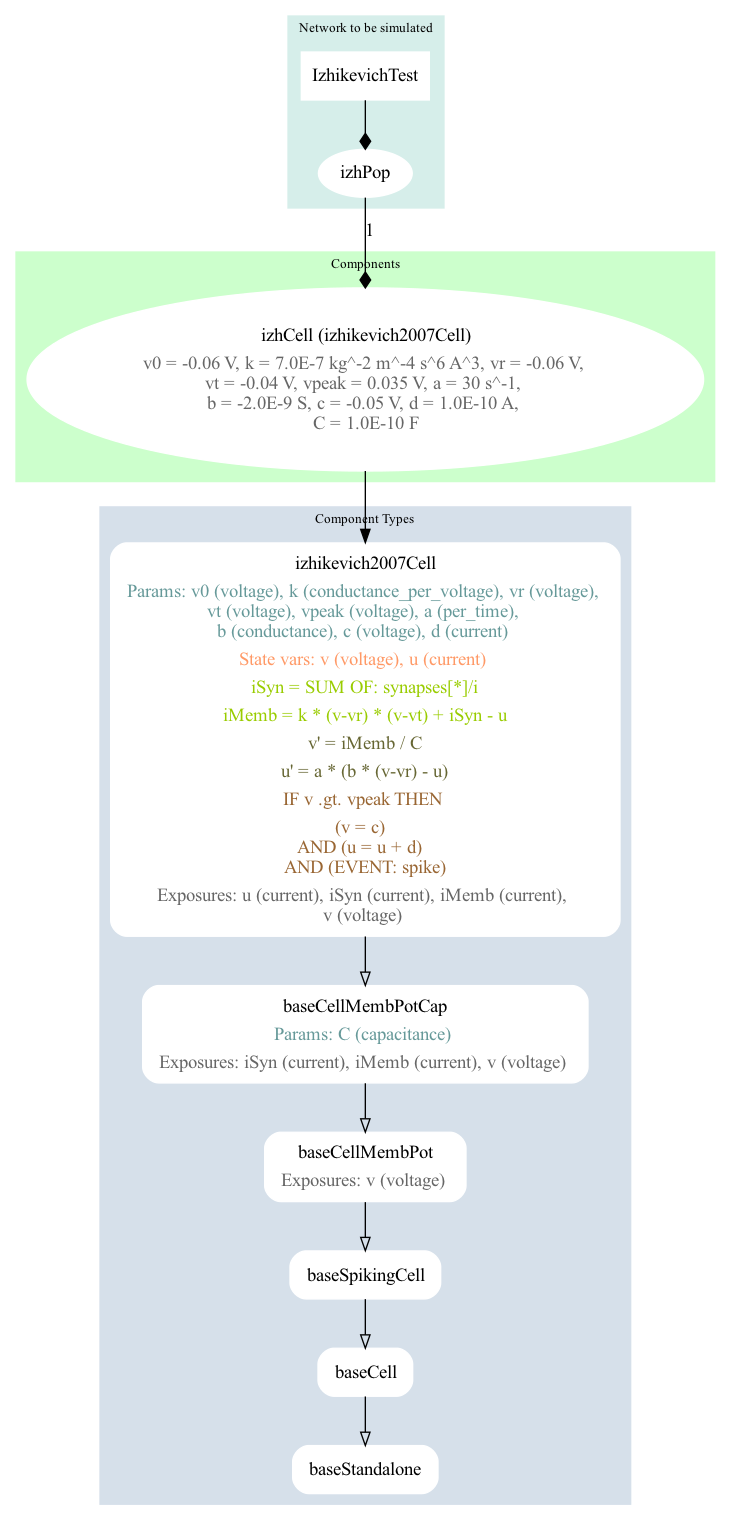 Network to be simulated
IzhikevichTest
izhPop
1
Components
izhCell (izhikevich2007Cell)
v0 = -0.06 V, k = 7.0E-7 kg^-2 m^-4 s^6 A^3, vr = -0.06 V,
vt = -0.04 V, vpeak = 0.035 V, a = 30 s^-1,
b = -2.0E-9 S, c = -0.05 V, d = 1.0E-10 A,
C = 1.0E-10 F
Component Types
izhikevich2007Cell
Params: v0 (voltage), k (conductance_per_voltage), vr (voltage),
vt (voltage), vpeak (voltage), a (per_time),
b (conductance), c (voltage), d (current)
State vars: v (voltage), u (current)
iSyn = SUM OF: synapses[*]/i
iMemb = k * (v-vr) * (v-vt) + iSyn - u
v' = iMemb / C
u' = a * (b * (v-vr) - u)
IF v .gt. vpeak THEN
(v = c)
AND (u = u + d)
AND (EVENT: spike)
Exposures: u (current), iSyn (current), iMemb (current),
v (voltage)
baseCellMembPotCap
Params: C (capacitance)
Exposures: iSyn (current), iMemb (current), v (voltage)
baseCellMembPot
Exposures: v (voltage)
baseSpikingCell
baseCell
baseStandalone